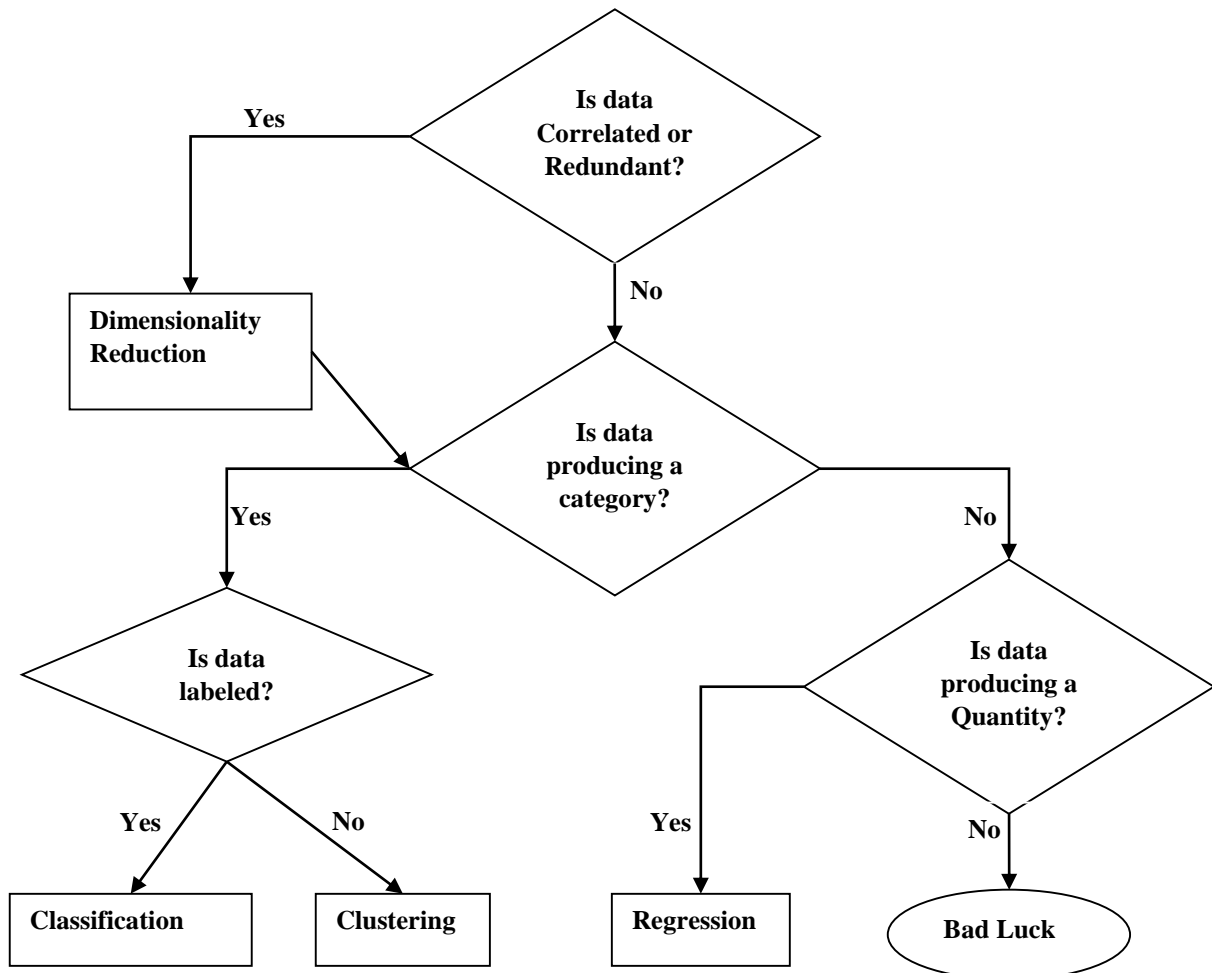 Is data
Correlated or
Redundant?
Yes
No
Dimensionality
Reduction
Is data
producing a
category?
Yes
No
Is data
labeled?
Is data
producing a
Quantity?
Yes
No
Yes
No
Classification
Clustering
Regression
Bad Luck